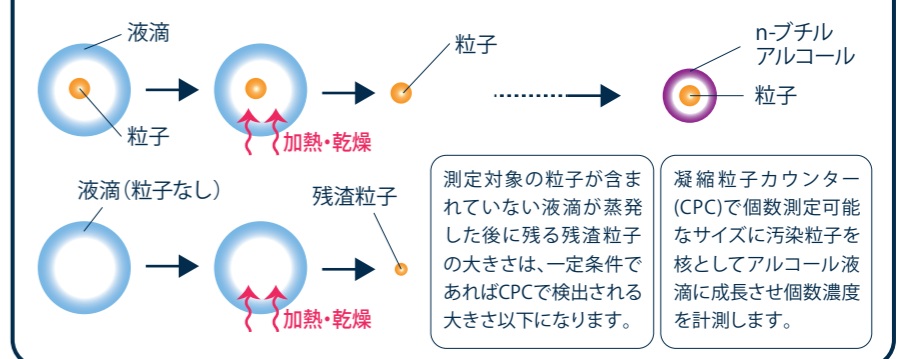 液滴
粒子
加熱・乾燥
粒子
n-ブチル
アルコール
粒子
液滴（粒子なし）
加熱・乾燥
残渣粒子
測定対象の粒子が含ま
れていない液滴が蒸発
した後に残る残渣粒子
の大きさは、一定条件で
あればCPCで検出される
大きさ以下になります。
凝縮粒子カウンター
(CPC)で個数測定可能
なサイズに汚染粒子を
核としてアルコール液
滴に成長させ個数濃度
を計測します。